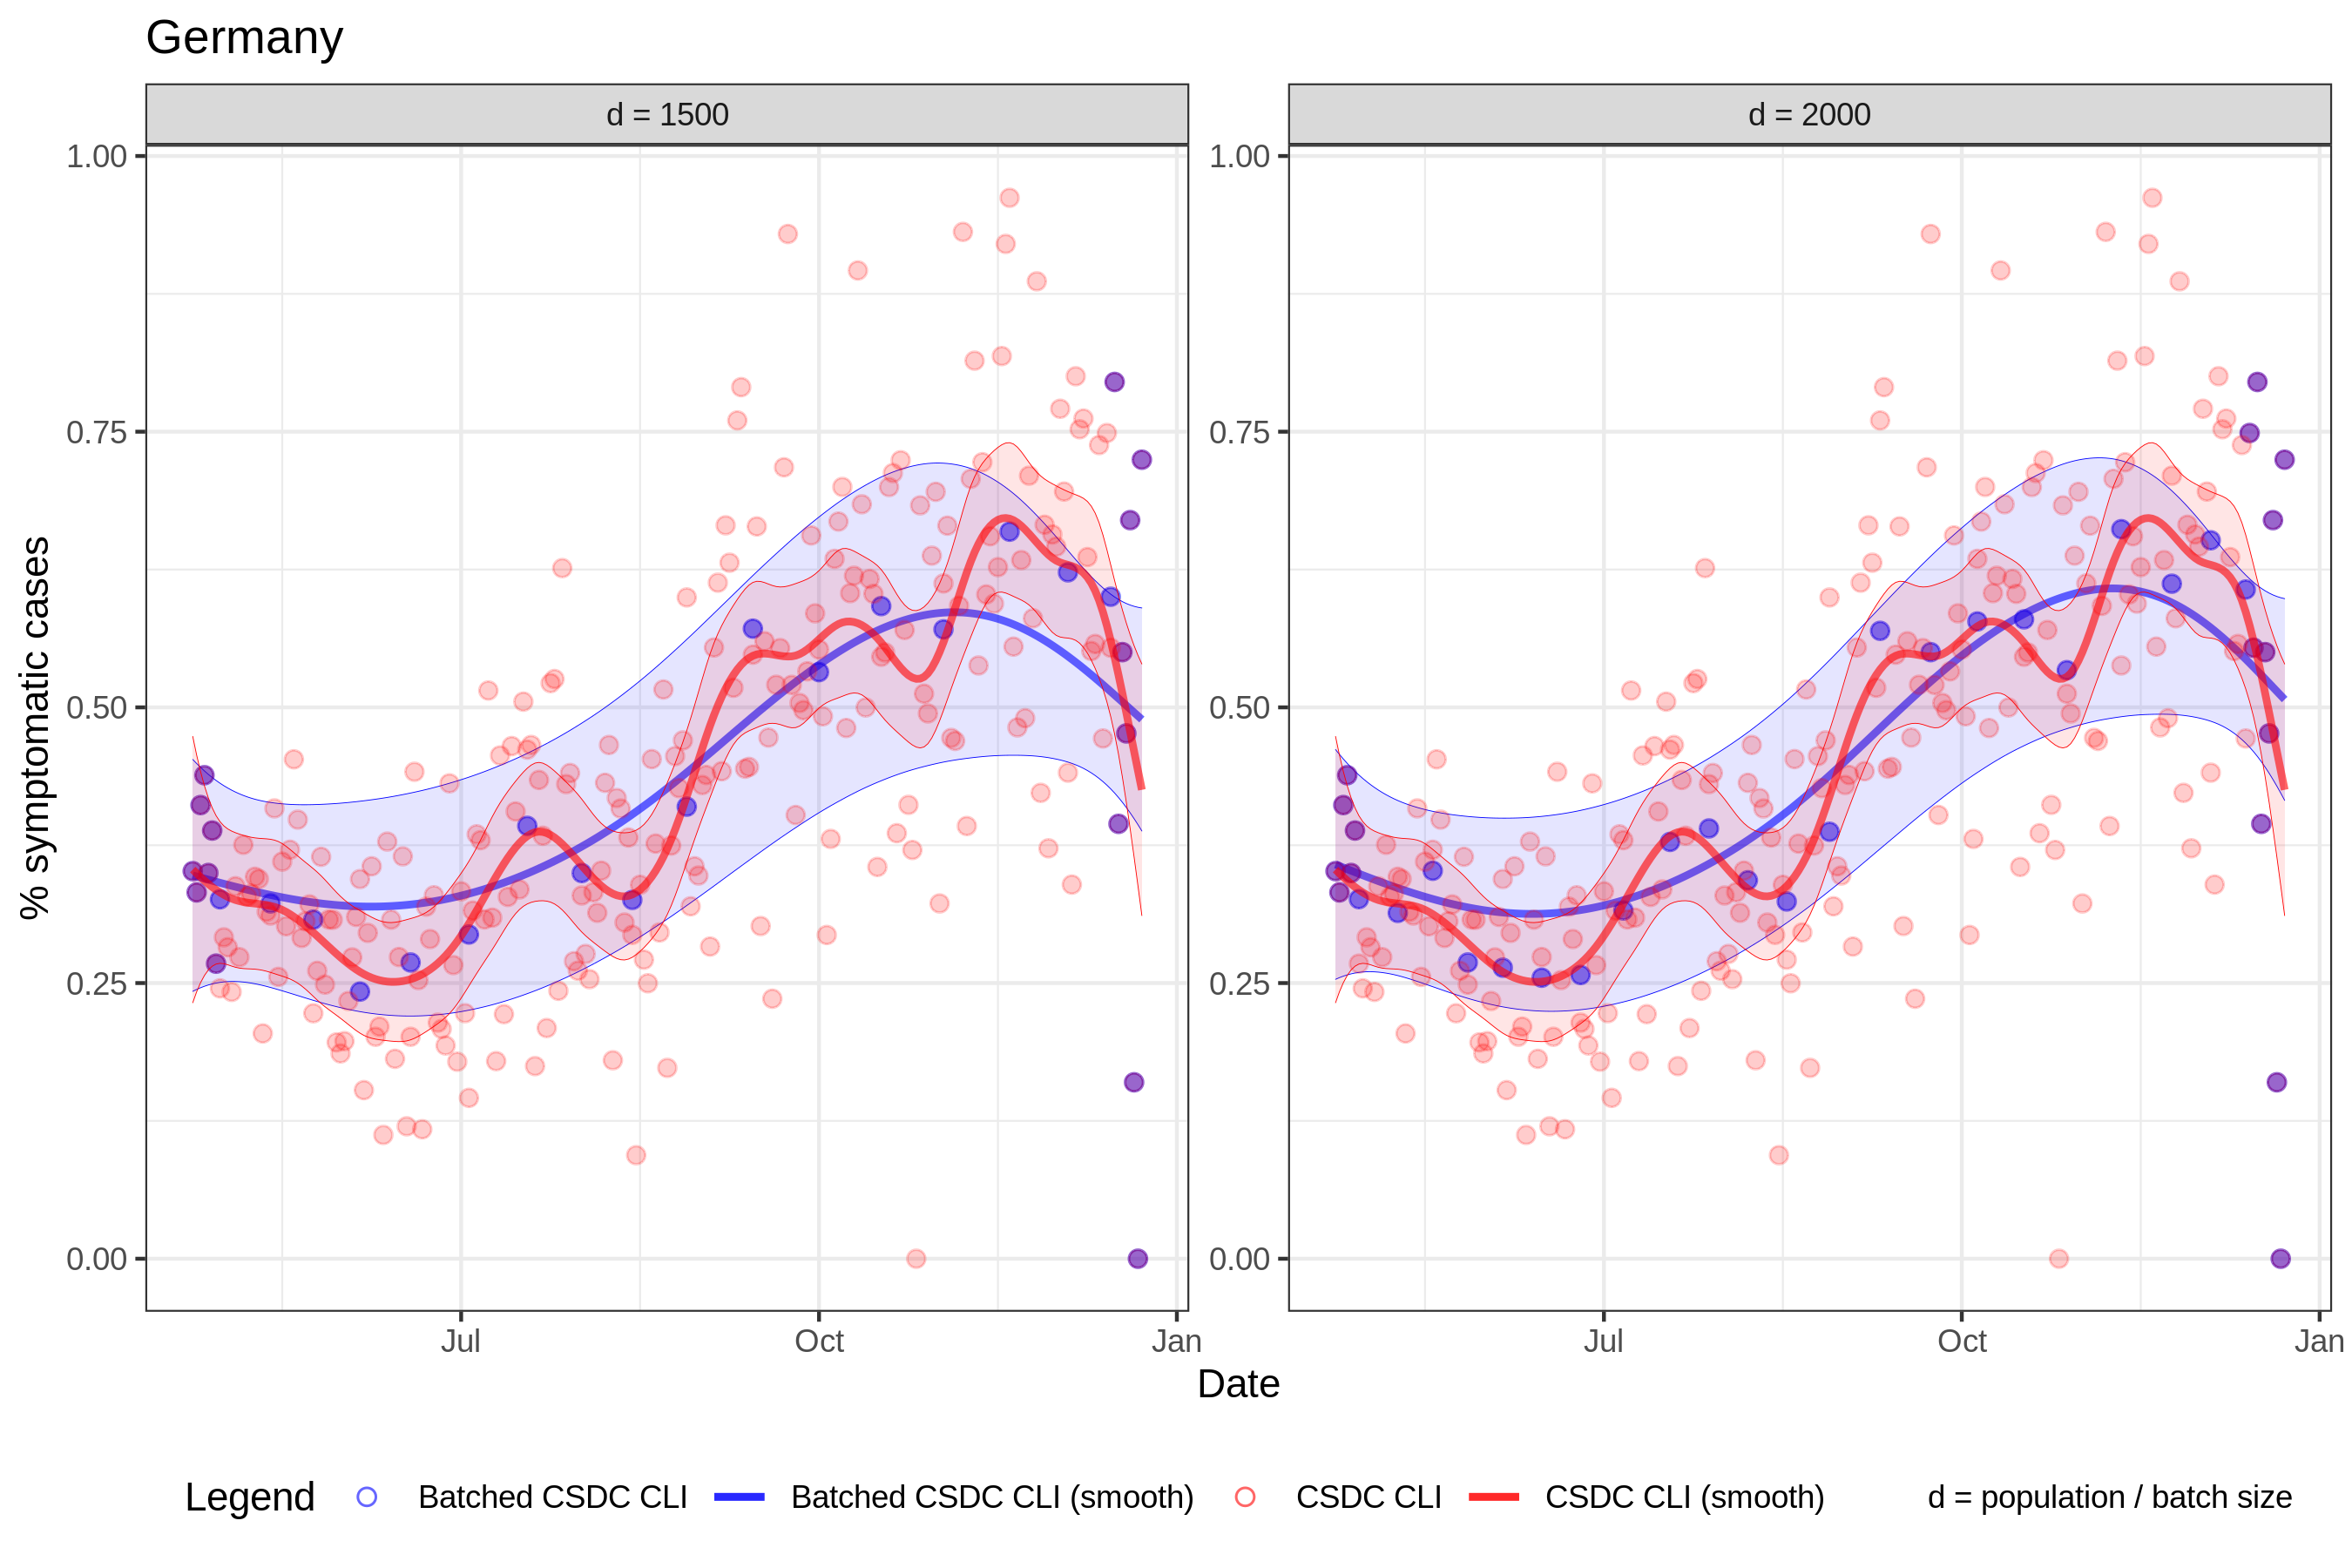 Germany
d = 1500
d = 2000
% symptomatic cases
1.00
0.75
0.50
0.25
0.00
1.00
0.75
0.50
0.25
0.00
Jul
Oct
Jan
Jul
Oct
Jan
Date
Legend
Batched CSDC CLI
Batched CSDC CLI (smooth)
CSDC CLI
CSDC CLI (smooth)
d = population / batch size